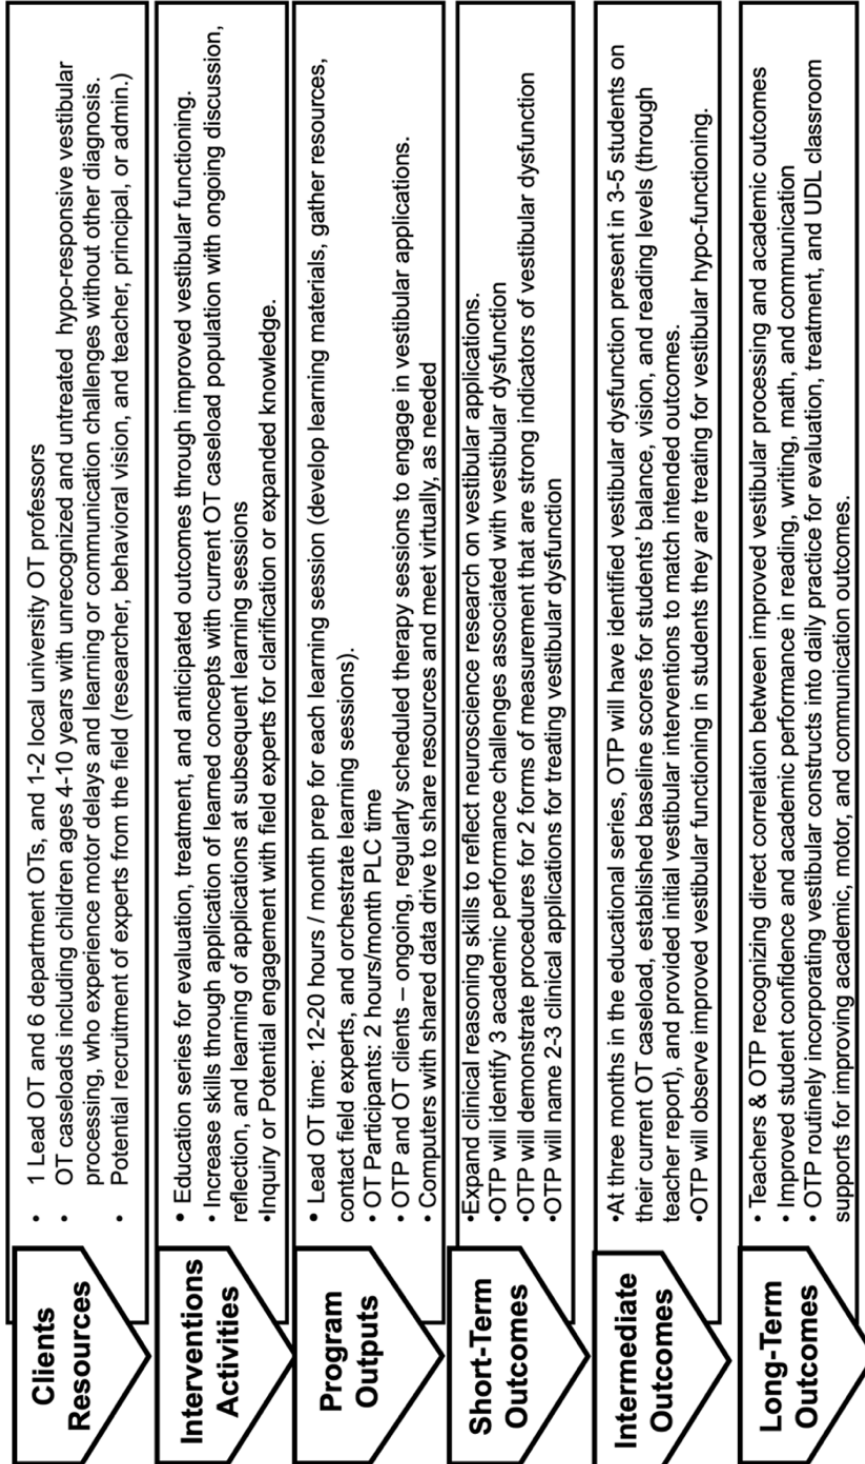 Clients
Resources
• 1 Lead OT and 6 department OTs, and 1-2 local university OT professors
• OT caseloads including children ages 4-10 years with unrecognized and untreated hypo-responsive vestibular
processing, who experience motor delays and learning or communication challenges without other diagnosis.
• Potential recruitment of experts from the field (researcher, behavioral vision, and teacher, principal, or admin.)
Interventions
Activities
• Education series for evaluation, treatment, and anticipated outcomes through improved vestibular functioning.
• Increase skills through application of learned concepts with current OT caseload population with ongoing discussion,
reflection, and learning of applications at subsequent learning sessions
•Inquiry or Potential engagement with field experts for clarification or expanded knowledge.
Program
Outputs
• Lead OT time: 12-20 hours / month prep for each learning session (develop learning materials, gather resources,
contact field experts, and orchestrate learning sessions).
• OT Participants: 2 hours/month PLC time
• OTP and OT clients – ongoing, regularly scheduled therapy sessions to engage in vestibular applications.
• Computers with shared data drive to share resources and meet virtually, as needed
Short-Term
Outcomes
•Expand clinical reasoning skills to reflect neuroscience research on vestibular applications.
•OTP will identify 3 academic performance challenges associated with vestibular dysfunction
•OTP will demonstrate procedures for 2 forms of measurement that are strong indicators of vestibular dysfunction
•OTP will name 2-3 clinical applications for treating vestibular dysfunction
Intermediate
Outcomes
•At three months in the educational series, OTP will have identified vestibular dysfunction present in 3-5 students on
their current OT caseload, established baseline scores for students' balance, vision, and reading levels (through
teacher report), and provided initial vestibular interventions to match intended outcomes.
•OTP will observe improved vestibular functioning in students they are treating for vestibular hypo-functioning.
Long-Term
Outcomes
• Teachers & OTP recognizing direct correlation between improved vestibular processing and academic outcomes
• Improved student confidence and academic performance in reading, writing, math, and communication
• OTP routinely incorporating vestibular constructs into daily practice for evaluation, treatment, and UDL classroom
supports for improving academic, motor, and communication outcomes.